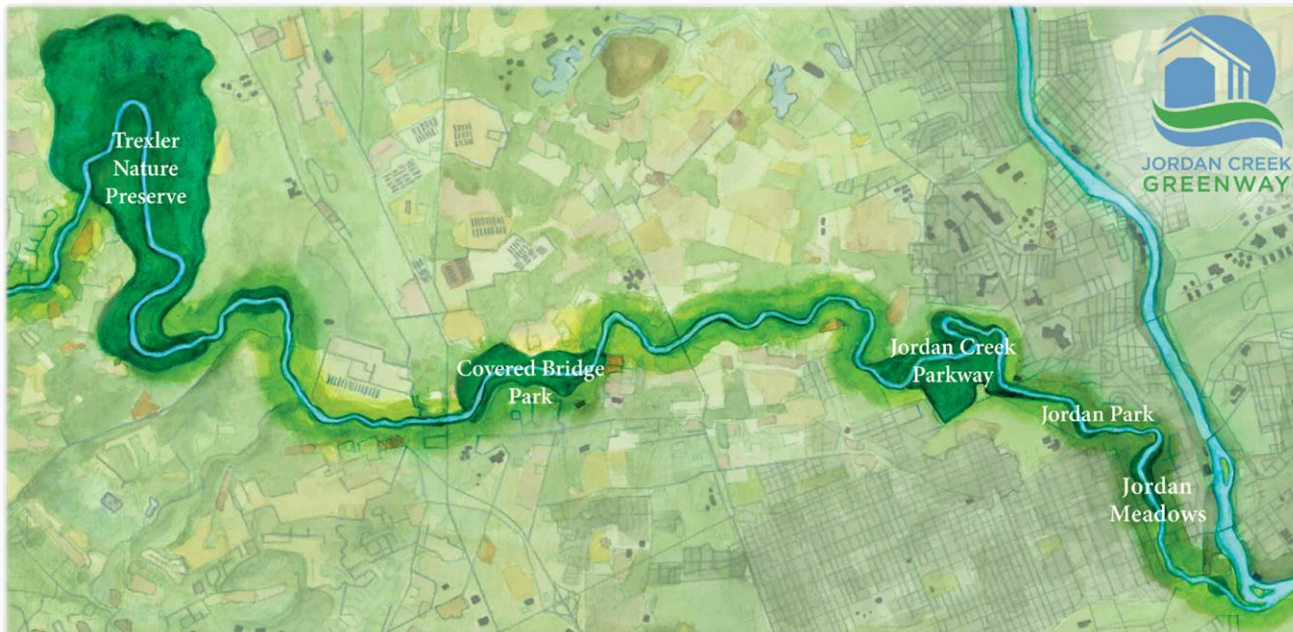 JORDAN CREEK
GREENWAY
Trexler
Nature
Preserve
Covered Bridge
Park
Jordan Creek
Parkway
Jordan Park
Jordan
Meadows